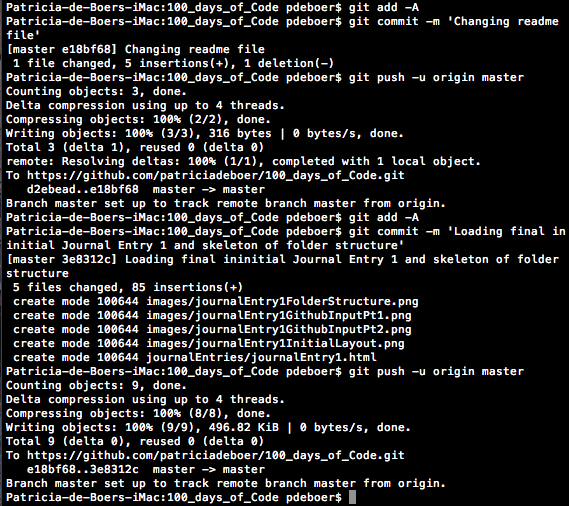 Patricia-de-Boers-iMac:100_days_of_Code pdeboer$ git add -A
Patricia-de-Boers-iMac:100_days_of_Code pdeboer$ git commit -m 'Changing readme
file'
[master e18bf68] Changing readme file
 1 file changed, 5 insertions(+), 1 deletion(-)
Patricia-de-Boers-iMac:100_days_of_Code pdeboer$ git push -u origin master
Counting objects: 3, done.
Delta compression using up to 4 threads.
Compressing objects: 100% (2/2), done.
Writing objects: 100% (3/3), 316 bytes | 0 bytes/s, done.
Total 3 (delta 1), reused 0 (delta 0)
remote: Resolving deltas: 100% (1/1), completed with 1 local object.
To https://github.com/patriciadeboer/100_days_of_Code.git
   d2ebead..e18bf68  master -> master
Branch master set up to track remote branch master from origin.
Patricia-de-Boers-iMac:100_days_of_Code pdeboer$ git add -A
Patricia-de-Boers-iMac:100_days_of_Code pdeboer$ git commit -m 'Loading final in
initial Journal Entry 1 and skeleton of folder structure'
[master 3e8312c] Loading final ininitial Journal Entry 1 and skeleton of folder
structure
 5 files changed, 85 insertions(+)
 create mode 100644 images/journalEntry1FolderStructure.png
 create mode 100644 images/journalEntry1GithubInputPt1.png
 create mode 100644 images/journalEntry1GithubInputPt2.png
 create mode 100644 images/journalEntry1InitialLayout.png
 create mode 100644 journalEntries/journalEntry1.html
Patricia-de-Boers-iMac:100_days_of_Code pdeboer$ git push -u origin master
Counting objects: 9, done.
Delta compression using up to 4 threads.
Compressing objects: 100% (8/8), done.
Writing objects: 100% (9/9), 496.82 KiB | 0 bytes/s, done.
Total 9 (delta 0), reused 0 (delta 0)
To https://github.com/patriciadeboer/100_days_of_Code.git
   e18bf68..3e8312c  master -> master
Branch master set up to track remote branch master from origin.
Patricia-de-Boers-iMac:100_days_of_Code pdeboer$